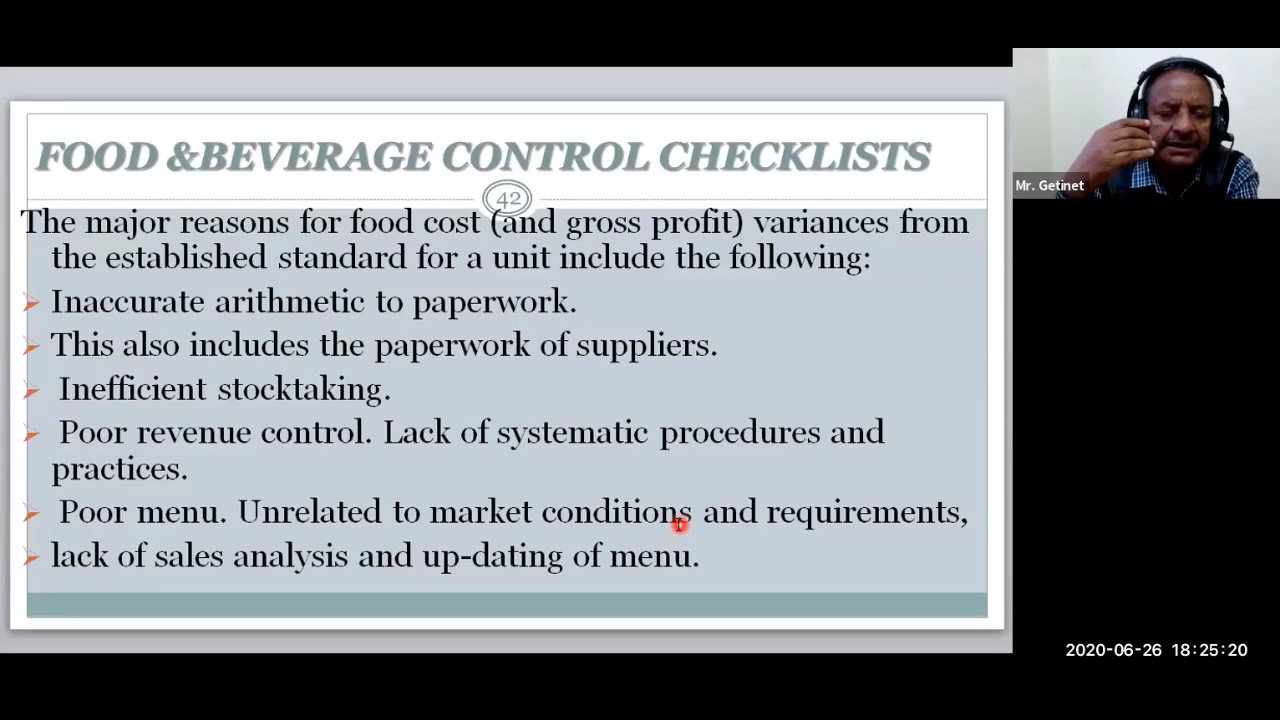 FOOD &BEVERAGE CONTROL CHECKLISTS
42
The major reasons for food cost (and gross profit) variances from
the established standard for a unit include the following:
Inaccurate arithmetic to paperwork.
This also includes the paperwork of suppliers.
Inefficient stocktaking.
Poor revenue control. Lack of systematic procedures and
practices.
Poor menu. Unrelated to market conditions and requirements,
lack of sales analysis and up-dating of menu.
Mr. Getinet
2020-06-26 18:25:20